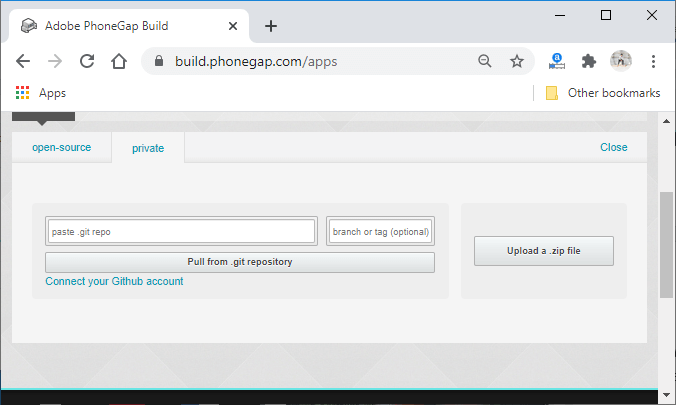 Adobe PhoneGap Build
build.phonegap.com/apps
Apps
Other bookmarks
open-source
private
Close
paste .git repo
branch or tag (optional)
Pull from .git repository
Connect your Github account
Upload a .zip file